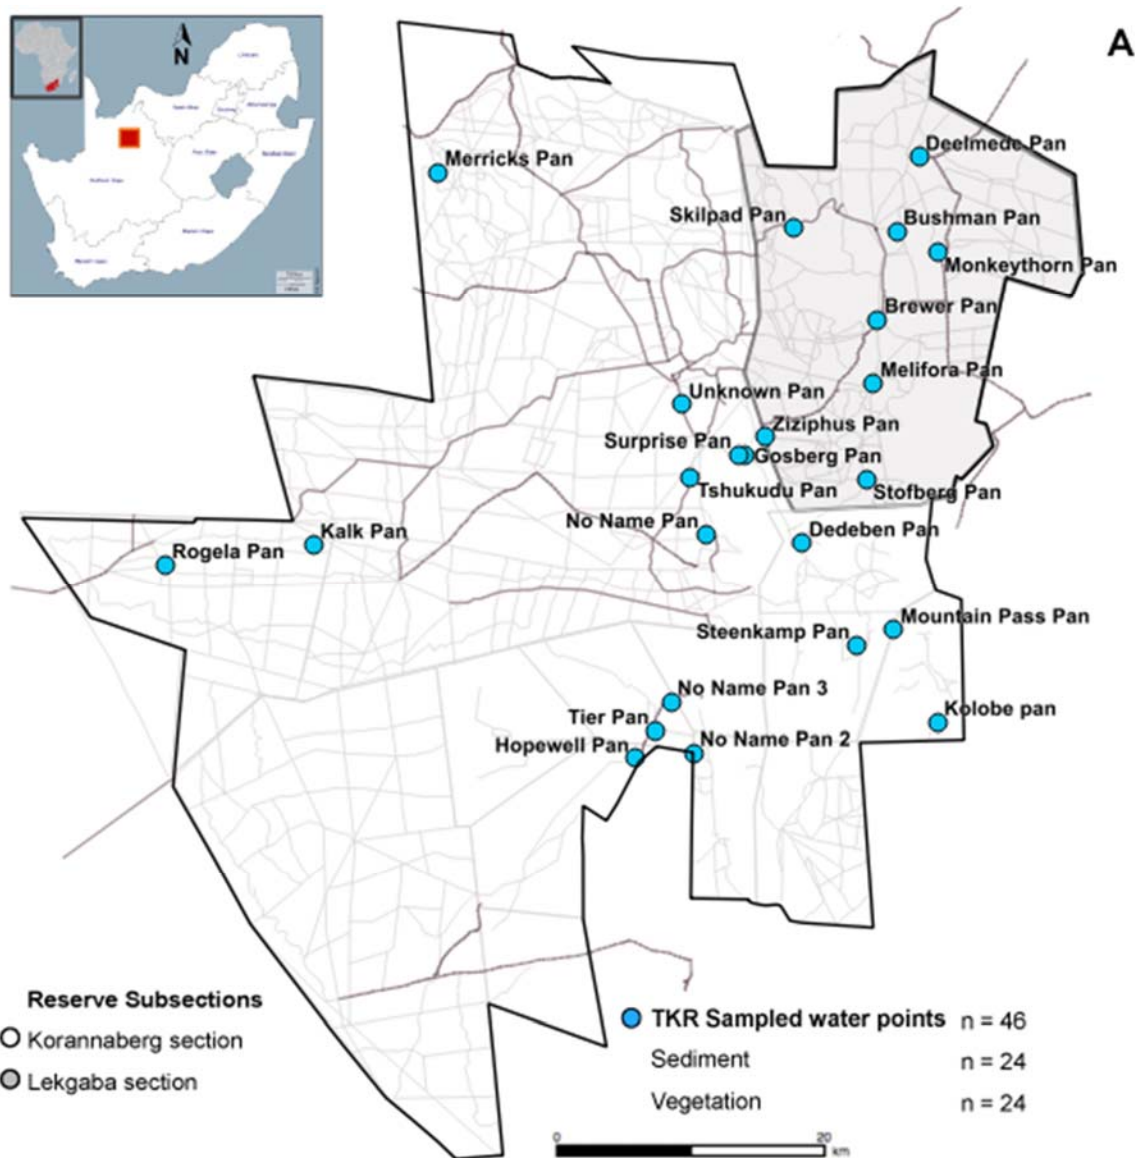 A
N
Deelmede Pan
Merricks Pan
Skilpad Pan
Bushman Pan
Monkeythorn Pan
Brewer Pan
Melifora Pan
Unknown Pan
Ziziphus Pan
Surprise Pan
Gosberg Pan
Tshukudu Pan
Stofberg Pan
No Name Pan
Dedeben Pan
Kalk Pan
Rogela Pan
Mountain Pass Pan
Steenkamp Pan
No Name Pan 3
Kolobe pan
Tier Pan
No Name Pan 2
Hopewell Pan
Reserve Subsections
Korannaberg section
Lekgaba section
TKR Sampled water points n = 46
Sediment n = 24
Vegetation n = 24
0 20
km